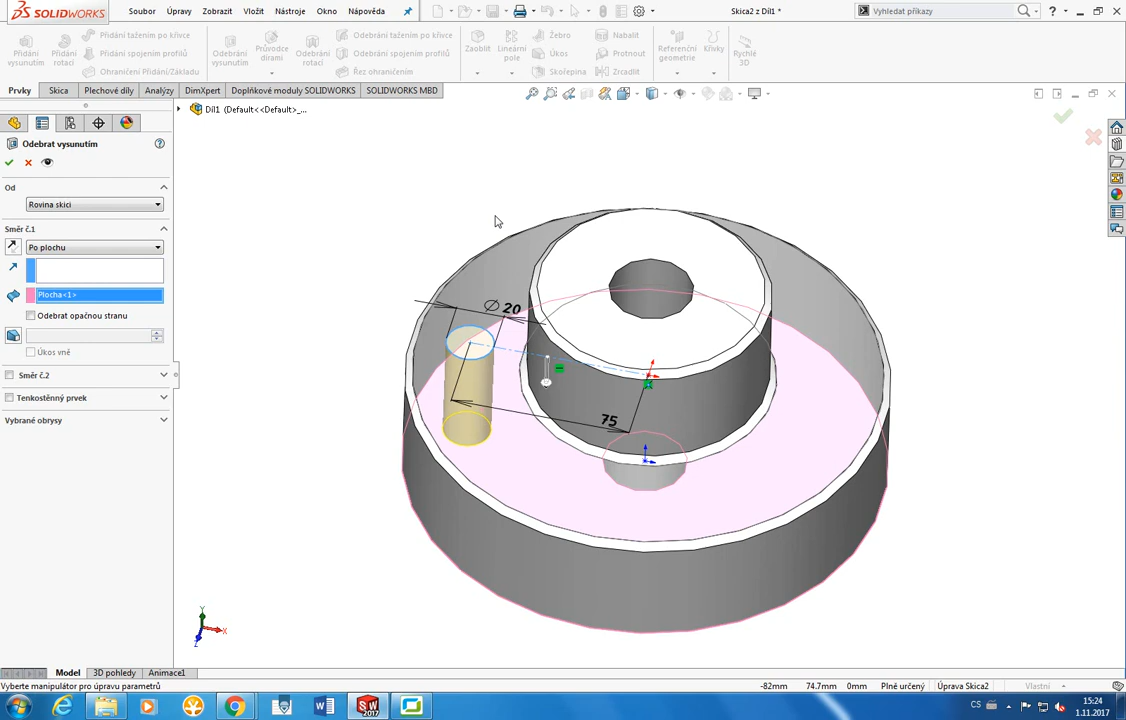 SOLIDWORKS Soubor Úpravy Zobrazit Vložit Nástroje Okno Nápověda Skica2 z Díl1 Vyhledat příkazy
Přidání vysunutím
Přidání rotací
Přidání tažením po křivce
Přidání spojením profilů
Ohraničení Přidání/Základu
Odebrání vysunutím
Průvodce dírami
Odebrání rotací
Odebrání tažením po křivce
Odebrání spojením profilů
Řez ohraničením
Zaoblit
Lineární pole
Žebro
Úkos
Skořepina
Nabalit
Protnout
Zrcadlit
Referenční geometrie
Křivky
Rychlé 3D
Prvky Skica Plechové díly Analýzy DimXpert Doplňkové moduly SOLIDWORKS SOLIDWORKS MBD
Díl1 (Default<<Default>_...
Odebrat vysunutím
Od
Rovina skici
Směr č.1
Po plochu
Plocha<1>
Odebrat opačnou stranu
Úkos vně
Směr č.2
Tenkostěnný prvek
Vybrané obrysy
∅ 20
75
Y
X
Z
Model 3D pohledy Animace1
Vyberte manipulátor pro úpravu parametrů -82mm 74.7mm 0mm Plně určený Úprava Skica2 Vlastní
CS 15:24
1.11.2017